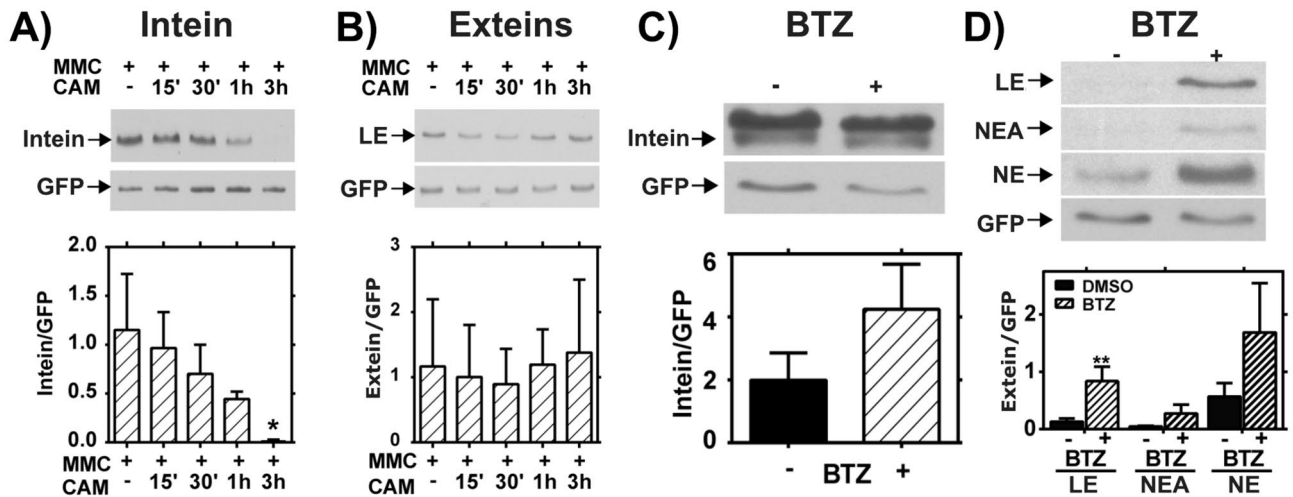 A) Intein
MMC + + + + +
CAM - 15' 30' 1h 3h
Intein
GFP
2.0
1.5
1.0
0.5
0.0
Intein/GFP
MMC + + + + +
CAM - 15' 30' 1h 3h
*
B) Exteins
MMC + + + + +
CAM - 15' 30' 1h 3h
LE
GFP
3
2
1
0
Extein/GFP
MMC + + + + +
CAM - 15' 30' 1h 3h
C) BTZ
- +
Intein
GFP
6
4
2
0
Intein/GFP
- BTZ +
D) BTZ
- +
LE
NEA
NE
GFP
DMSO
BTZ
6
4
2
0
Extein/GFP
**
- + - + - +
BTZ BTZ BTZ
LE NEA NE